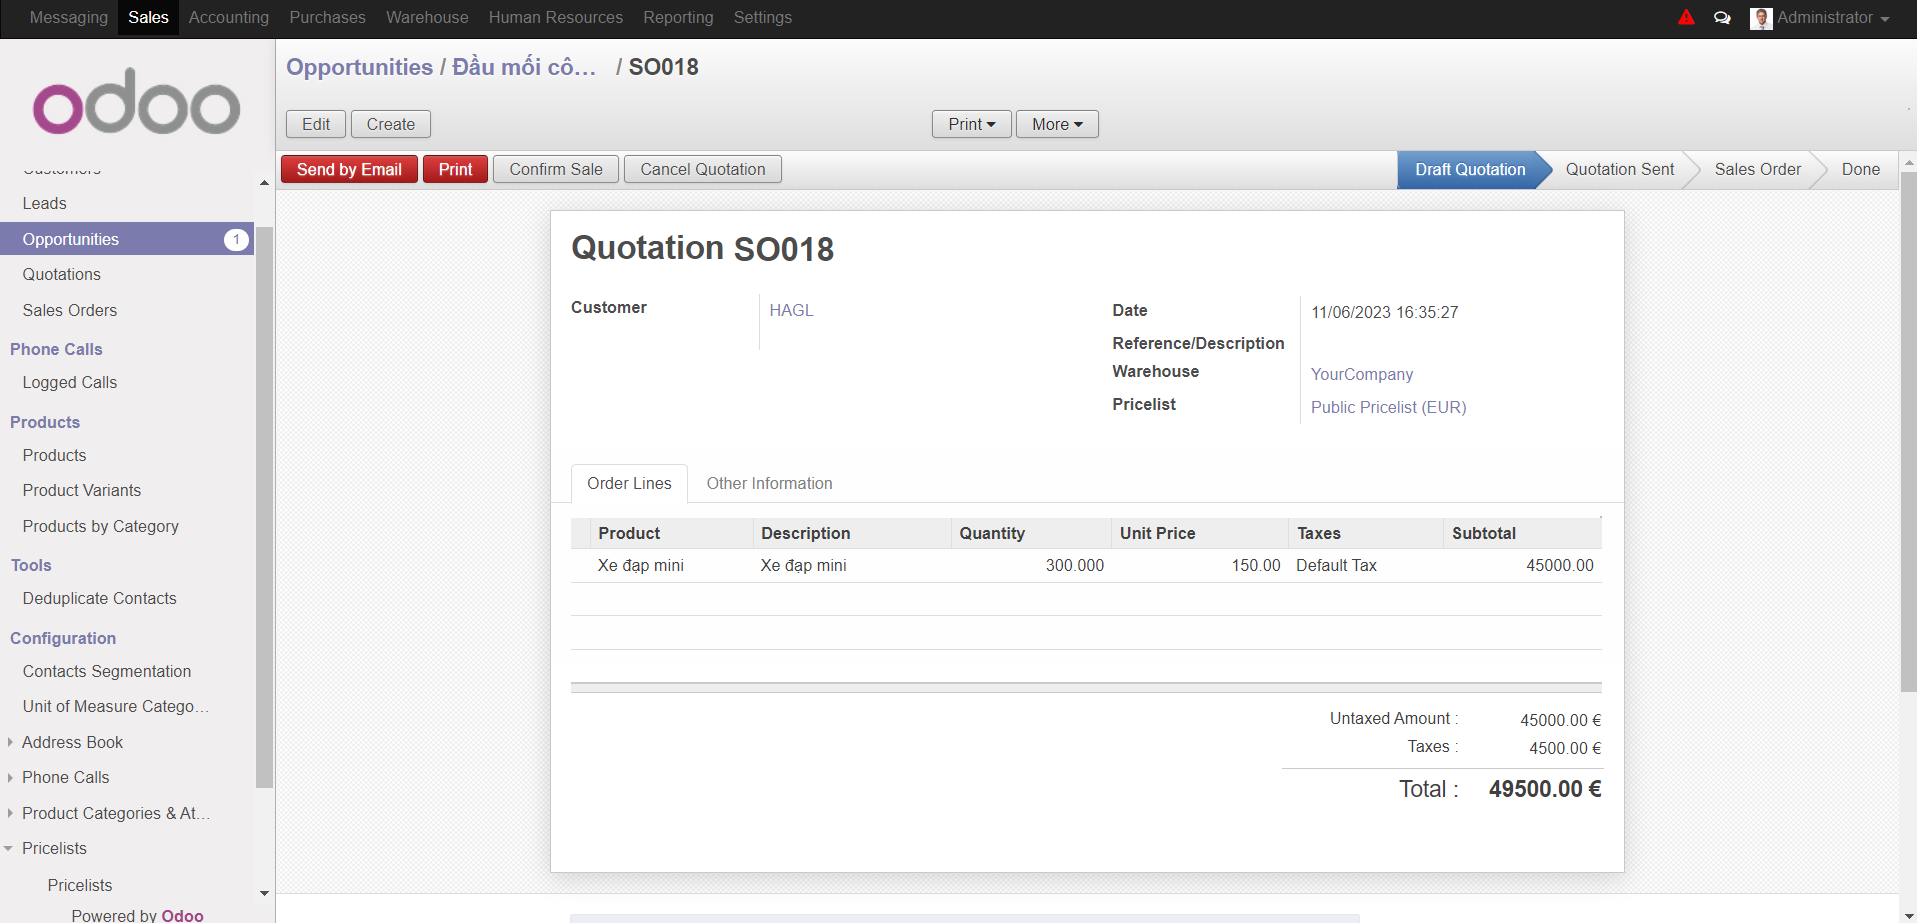 Messaging Sales Accounting Purchases Warehouse Human Resources Reporting Settings Administrator
odoo
Customers
Leads
Opportunities 1
Quotations
Sales Orders
Phone Calls
Logged Calls
Products
Products
Product Variants
Products by Category
Tools
Deduplicate Contacts
Configuration
Contacts Segmentation
Unit of Measure Catego...
Address Book
Phone Calls
Product Categories & At...
Pricelists
Pricelists
Powered by Odoo
Opportunities / Đầu mối cô... / SO018
Edit Create Print More
Send by Email Print Confirm Sale Cancel Quotation Draft Quotation Quotation Sent Sales Order Done
Quotation SO018
Customer HAGL
Date 11/06/2023 16:35:27
Reference/Description
Warehouse YourCompany
Pricelist Public Pricelist (EUR)
Order Lines Other Information
Product Description Quantity Unit Price Taxes Subtotal
Xe đạp mini Xe đạp mini 300.000 150.00 Default Tax 45000.00
Untaxed Amount : 45000.00 €
Taxes : 4500.00 €
Total : 49500.00 €